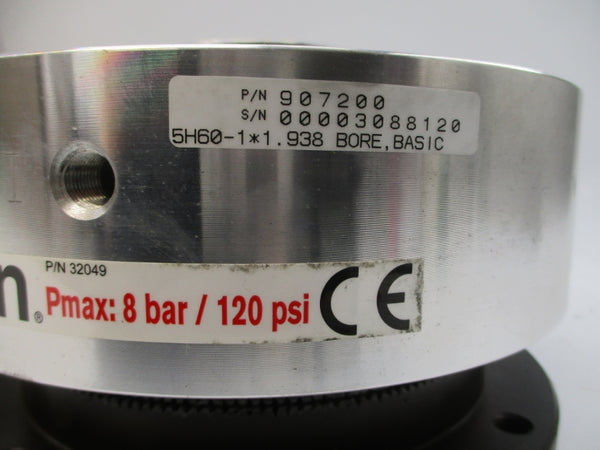 P/N 907200
S/N 00003088120
5H60-1*1.938 BORE,BASIC
P/N 32049
n® Pmax: 8 bar / 120 psi CE